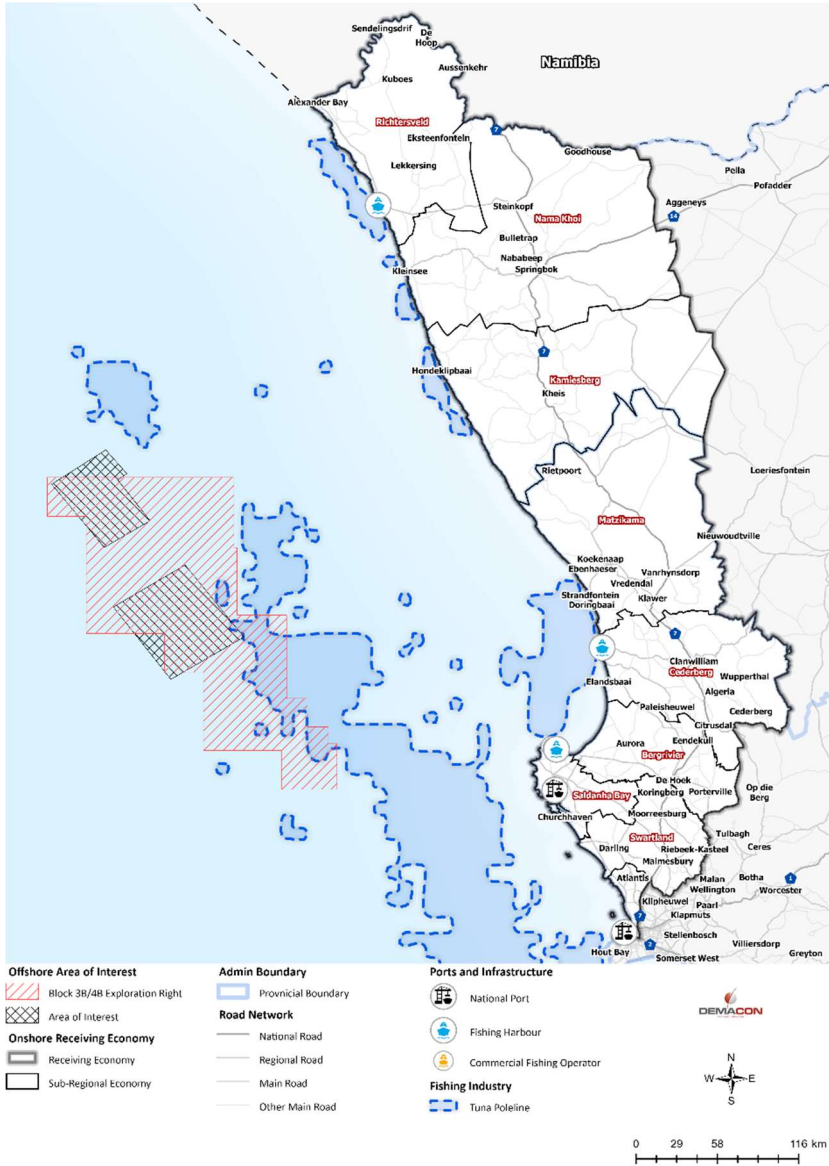 Sendelingsdrif
De
Hoop
Namibia
Aussenkehr
Kuboes
Alexander Bay
Richtersveld
7
Eksteenfontein
Goodhouse
Lekkersing
Pella
Pofadder
Aggeneys
Steinkopf
14
Nama Khoi
Bulletrap
Nababeep
Kleinsee
Springbok
7
Hondeklipbaai
Kamiesberg
Kheis
Rietpoort
Loeriesfontein
Matzikama
Nieuwoudtville
Koekenaap
Ebenhaeser
Vanrhynsdorp
Vredendal
Strandfontein
Klawer
Doringbaai
7
Clanwilliam
Cederberg
Wupperthal
Elandsbaai
Algeria
Paleisheuwel
Cederberg
Citrusdal
Aurora
Eendekuil
Bergrivier
De Hoek
Saldanha Bay
Koringberg
Porterville
Op die
Berg
Churchhaven
Moorreesburg
Swartland
Tulbagh
Darling
Riebeek-Kasteel
Ceres
Malmesbury
Atlantis
Malan
Botha
1
Wellington
Worcester
Klipheuwel
Paarl
7
Klapmuts
Stellenbosch
Hout Bay
2
Villiersdorp
Somerset West
Greyton
Offshore Area of Interest
Block 3B/4B Exploration Right
Area of Interest
Onshore Receiving Economy
Receiving Economy
Sub-Regional Economy
Admin Boundary
Provnicial Boundary
Road Network
National Road
Regional Road
Main Road
Other Main Road
Ports and Infrastructure
National Port
Fishing Harbour
Commercial Fishing Operator
Fishing Industry
Tuna Poleline
DEMACON
N
W E
S
0 29 58 116 km